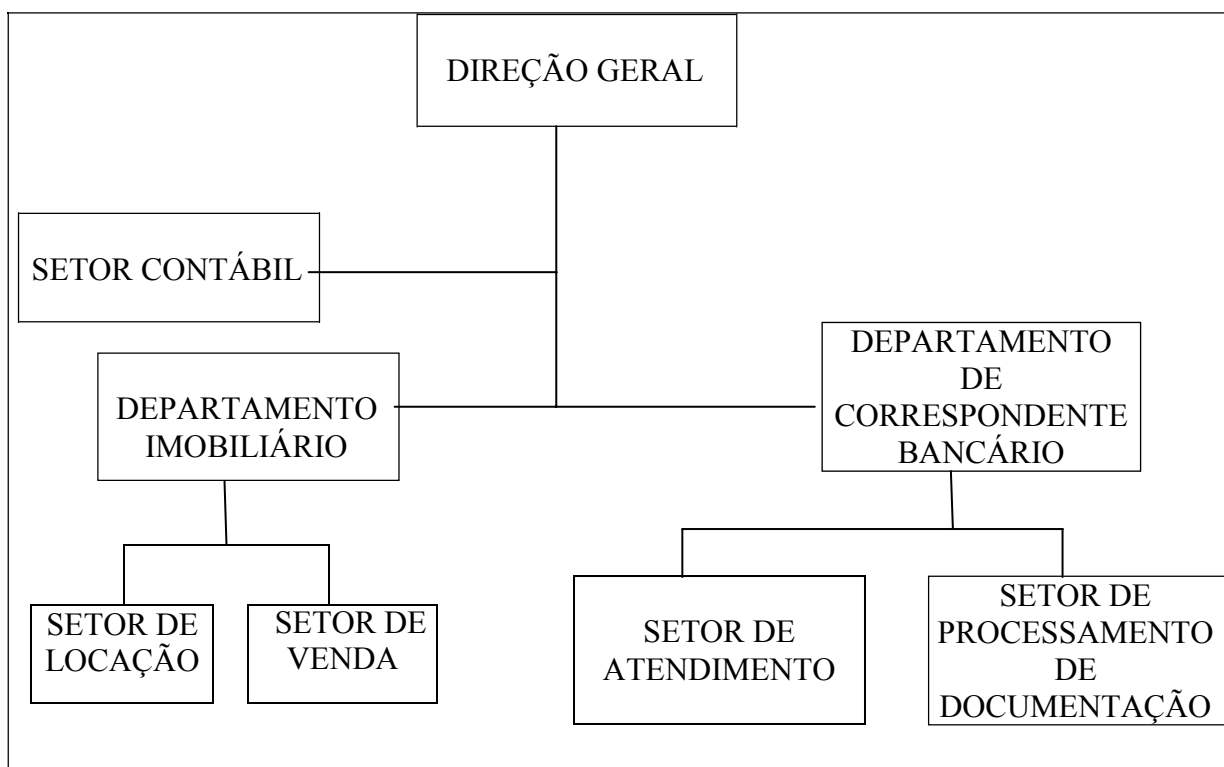 DIREÇÃO GERAL
SETOR CONTÁBIL
DEPARTAMENTO
IMOBILIÁRIO
DEPARTAMENTO
DE
CORRESPONDENTE
BANCÁRIO
SETOR DE
LOCAÇÃO
SETOR DE
VENDA
SETOR DE
ATENDIMENTO
SETOR DE
PROCESSAMENTO
DE
DOCUMENTAÇÃO